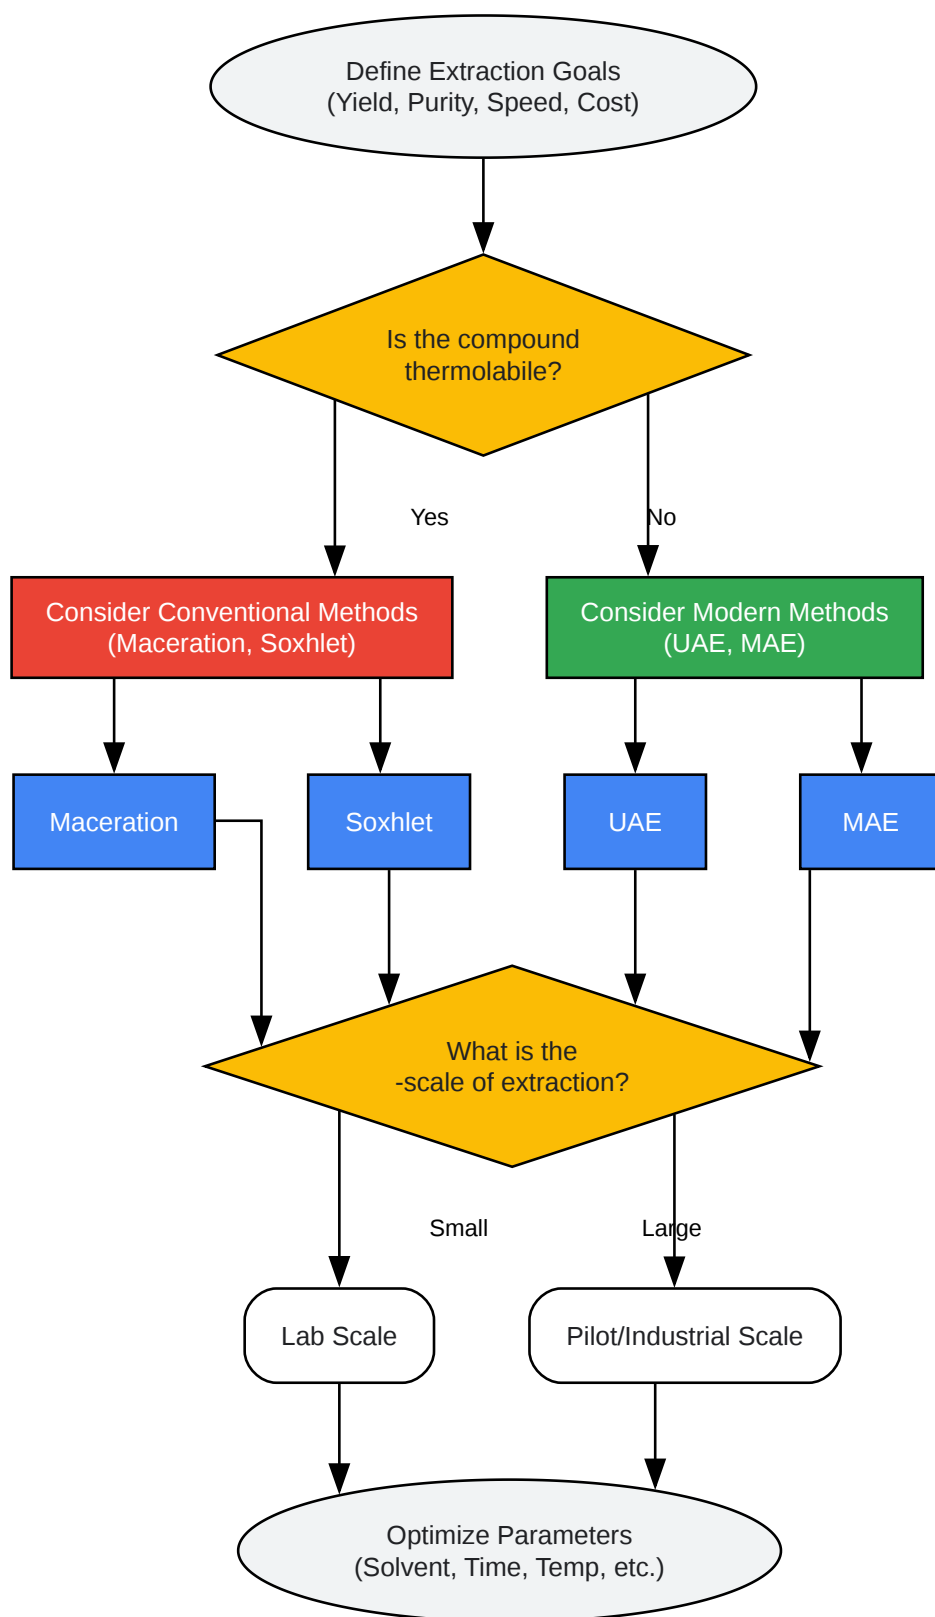 Define Extraction Goals
(Yield, Purity, Speed, Cost)
Is the compound
thermolabile?
Yes
No
Consider Conventional Methods
(Maceration, Soxhlet)
Consider Modern Methods
(UAE, MAE)
Maceration
Soxhlet
UAE
MAE
What is the
-scale of extraction?
Small
Large
Lab Scale
Pilot/Industrial Scale
Optimize Parameters
(Solvent, Time, Temp, etc.)